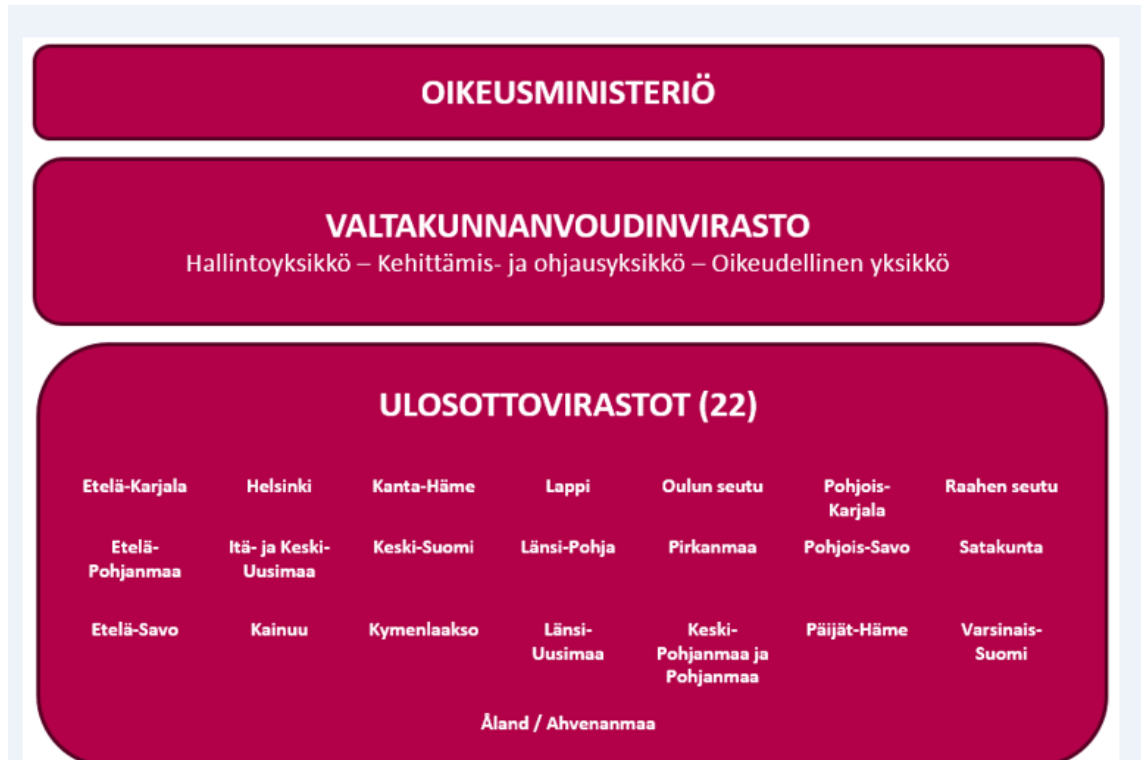 OIKEUSMINISTERIÖ
VALTAKUNNANVOUDINVIRASTO
Hallintoyksikkö – Kehittämis- ja ohjausyksikkö – Oikeudellinen yksikkö
ULOSOTTOVIRASTOT (22)
Etelä-Karjala Helsinki Kanta-Häme Lappi Oulun seutu Pohjois- Raahen seutu
Karjala
Etelä- Itä- ja Keski- Keski-Suomi Länsi-Pohja Pirkanmaa Pohjois-Savo Satakunta
Pohjanmaa Uusimaa
Etelä-Savo Kainuu Kymenlaakso Länsi- Keski- Päijät-Häme Varsinais-
Uusimaa Pohjanmaa ja Suomi
Pohjanmaa
Åland / Ahvenanmaa